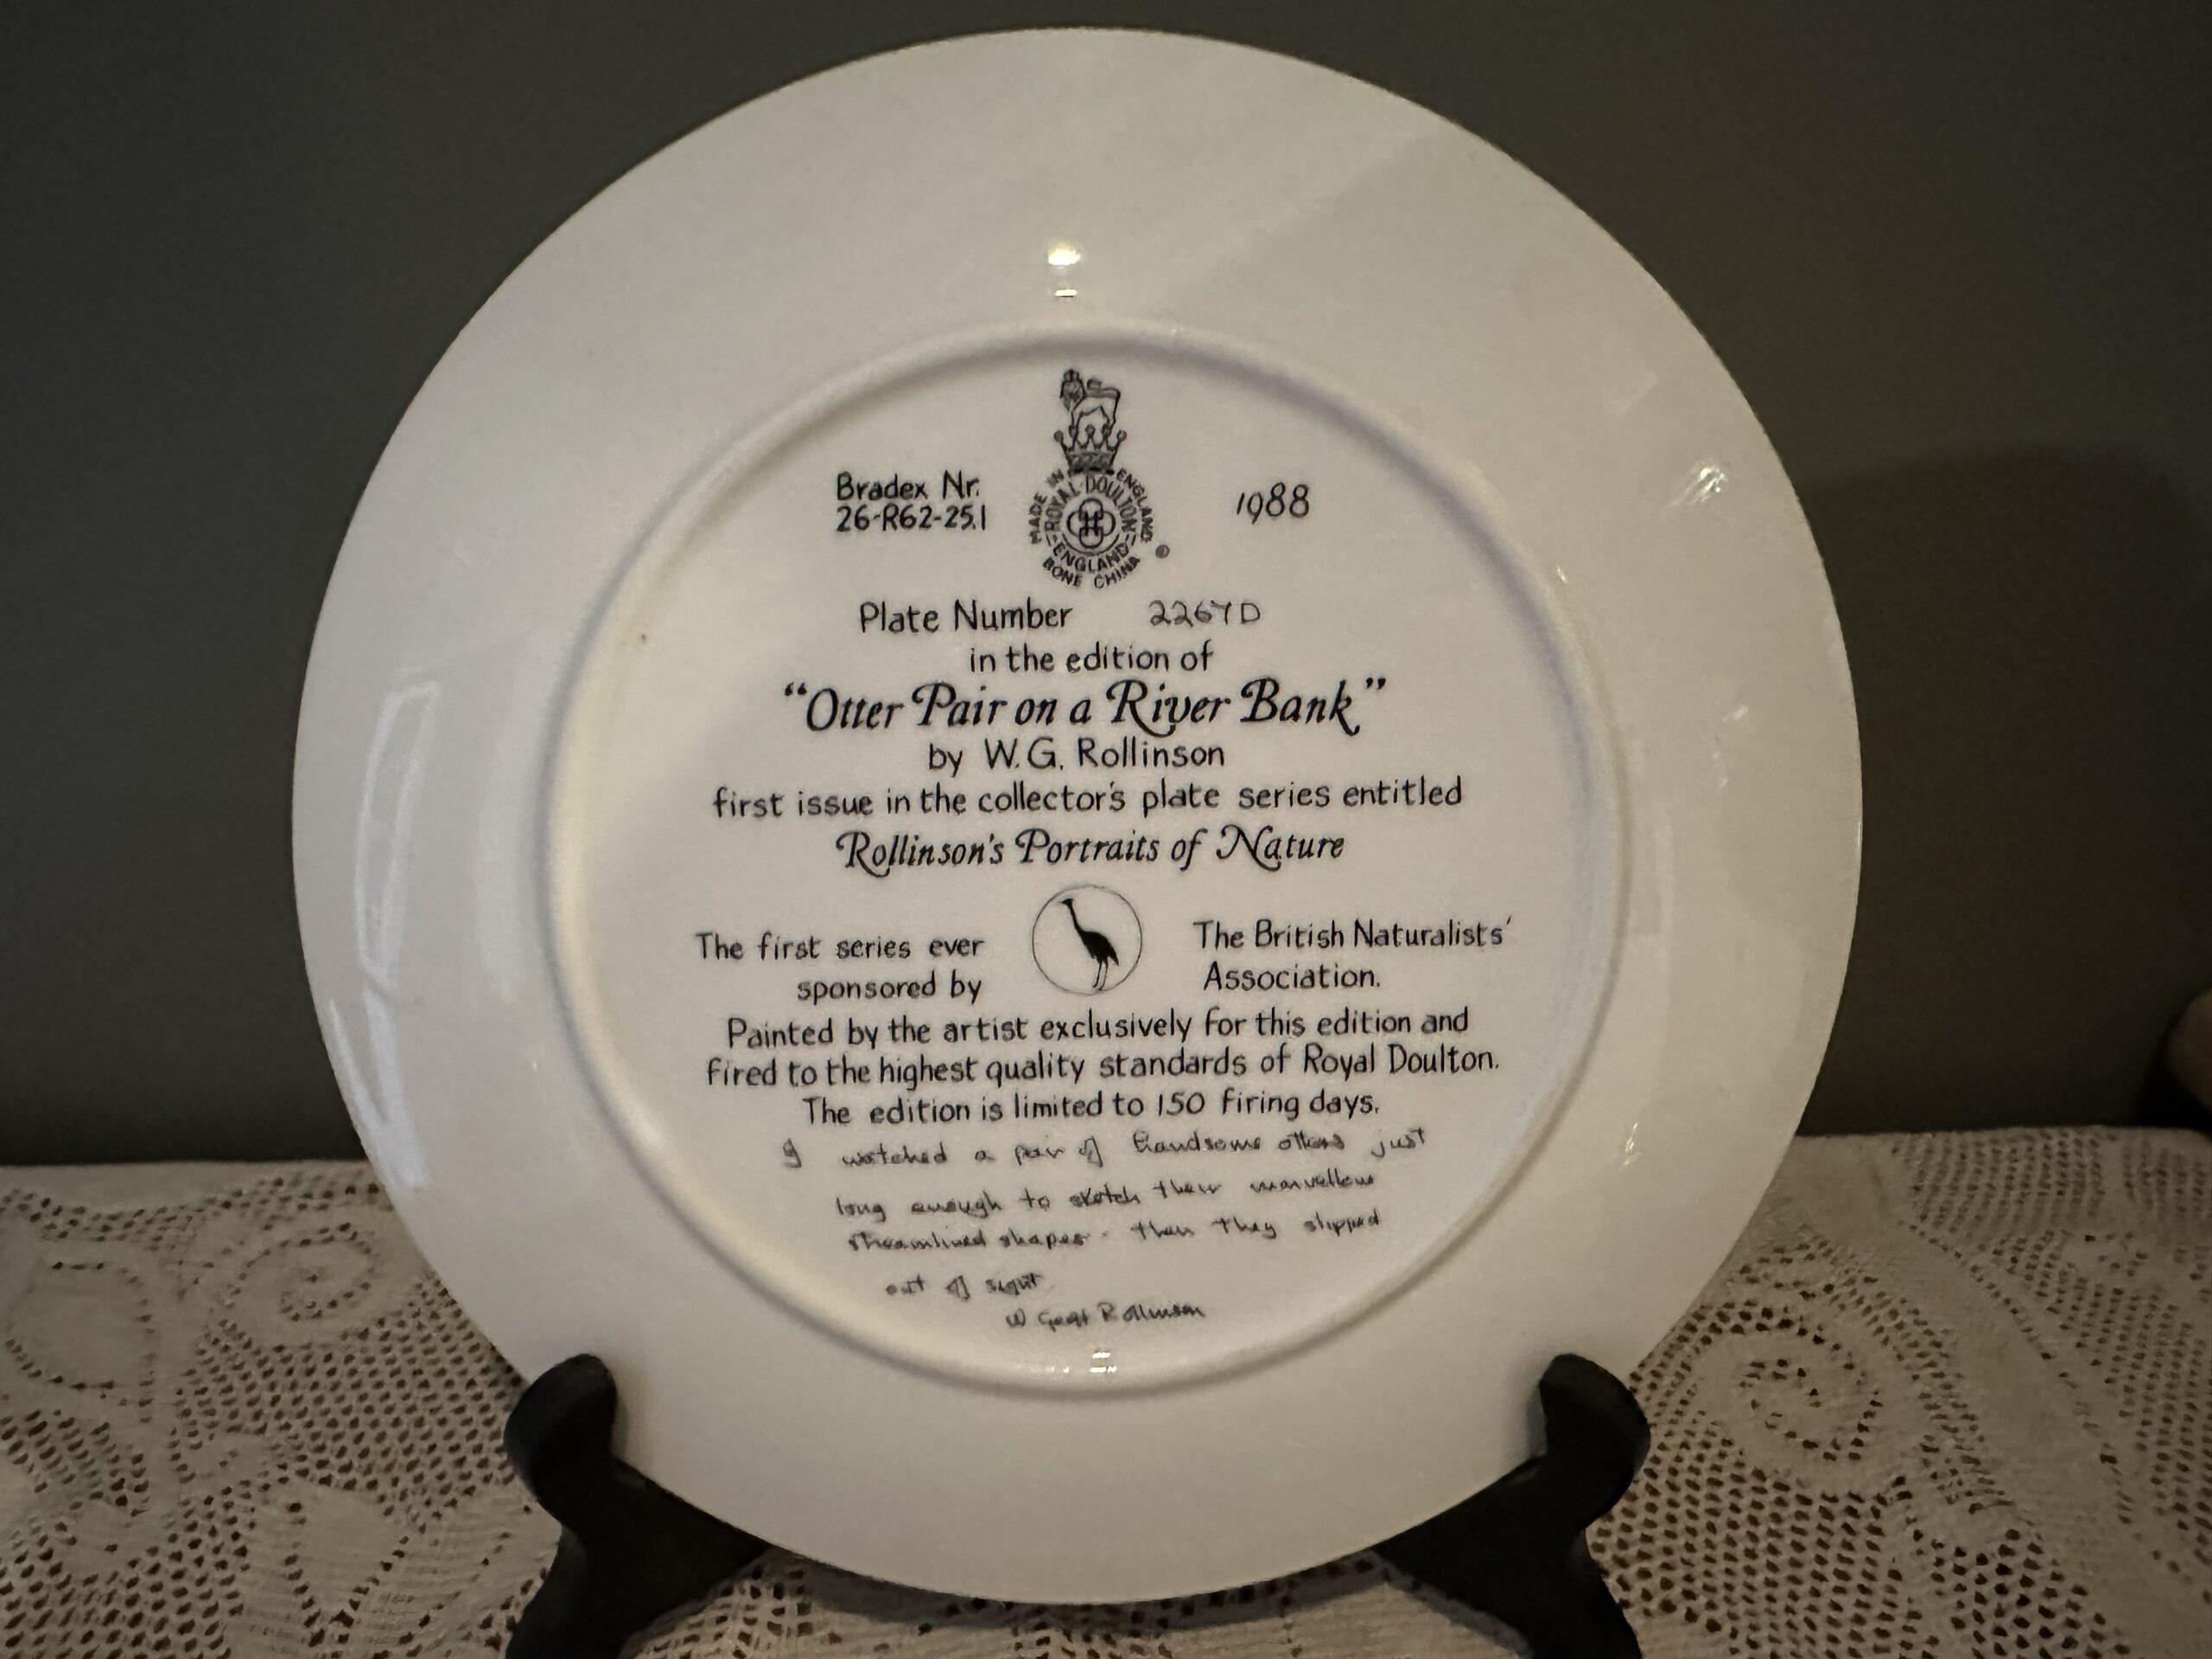 Bradex Nr.
26-R62-25.1
MADE IN ENGLAND
ROYAL DOULTON
ENGLAND
BONE CHINA
1988
Plate Number 2267D
in the edition of
“Otter Pair on a River Bank”
by W.G. Rollinson
first issue in the collector's plate series entitled
Rollinson's Portraits of Nature
The first series ever
sponsored by
The British Naturalists'
Association.
Painted by the artist exclusively for this edition and
fired to the highest quality standards of Royal Doulton.
The edition is limited to 150 firing days.
I watched a pair of handsome otters just
long enough to sketch their marvellous
streamlined shapes - then they slipped
out of sight
W Geoff Rollinson